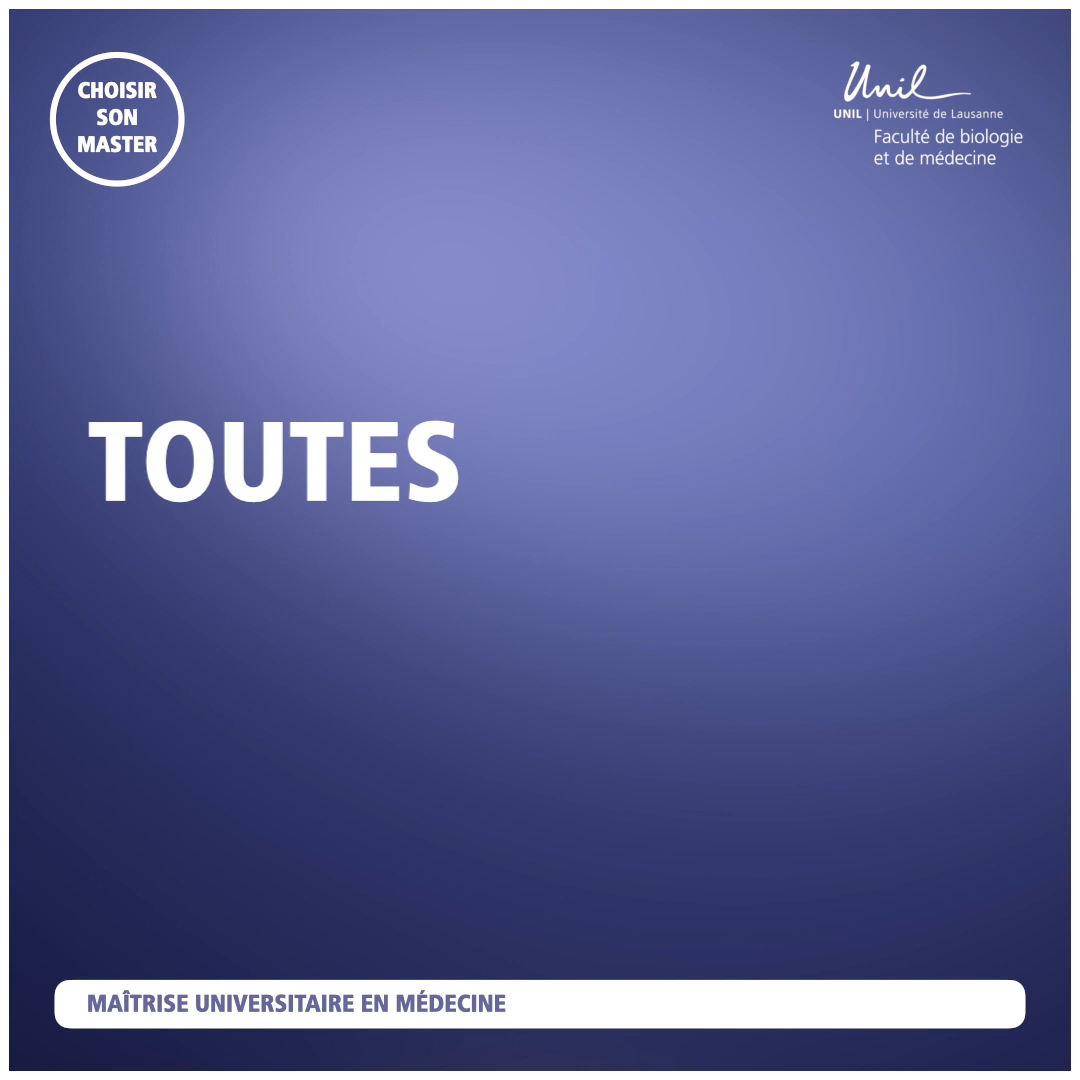 CHOISIR
SON
MASTER
Unil
UNIL | Université de Lausanne
Faculté de biologie
et de médecine
TOUTES
MAÎTRISE UNIVERSITAIRE EN MÉDECINE